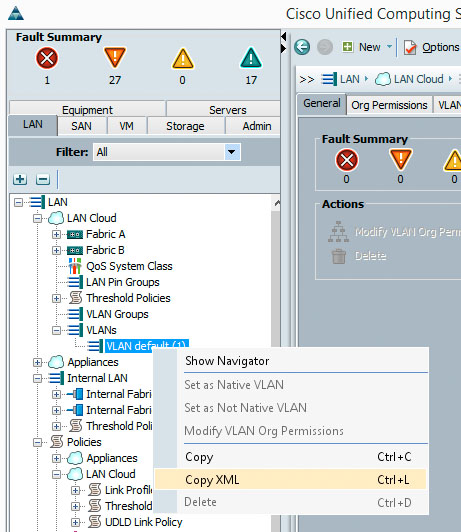 Cisco Unified Computing S
Fault Summary
1 27 0 17
New Options
>> LAN LAN Cloud
Equipment Servers
LAN SAN VM Storage Admin
Filter: All
General Org Permissions VLA
Fault Summary
0 0 0
Actions
Modify VLAN Org Perm
Delete
LAN
LAN Cloud
Fabric A
Fabric B
QoS System Class
LAN Pin Groups
Threshold Policies
VLAN Groups
VLANs
VLAN default (1)
Appliances
Internal LAN
Internal Fabri
Internal Fabri
Threshold Poli
Policies
Appliances
LAN Cloud
Link Profile
Threshold
UDLD Link Policy
Show Navigator
Set as Native VLAN
Set as Not Native VLAN
Modify VLAN Org Permissions
Copy Ctrl+C
Copy XML Ctrl+L
Delete Ctrl+D